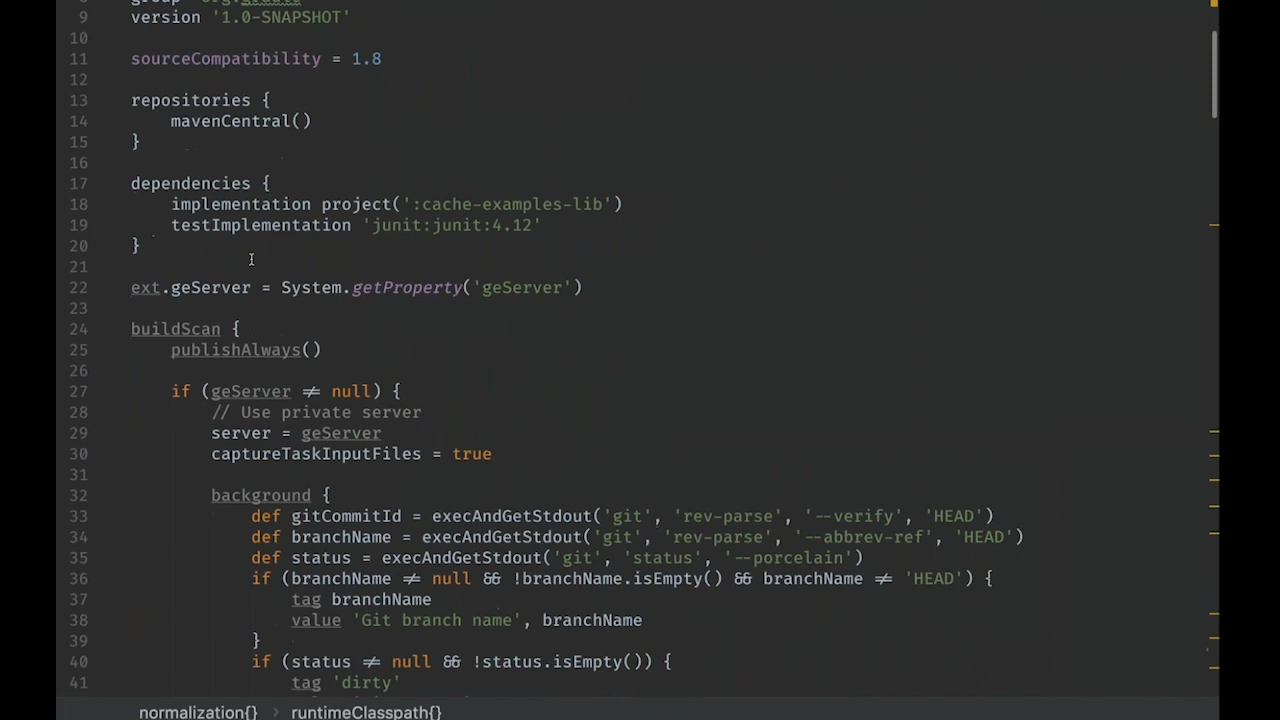 9 version '1.0-SNAPSHOT'
10
11 sourceCompatibility = 1.8
12
13 repositories {
14 mavenCentral()
15 }
16
17 dependencies {
18 implementation project(':cache-examples-lib')
19 testImplementation 'junit:junit:4.12'
20 }
21
22 ext.geServer = System.getProperty('geServer')
23
24 buildScan {
25 publishAlways()
26
27 if (geServer ≠ null) {
28 // Use private server
29 server = geServer
30 captureTaskInputFiles = true
31
32 background {
33 def gitCommitId = execAndGetStdout('git', 'rev-parse', '--verify', 'HEAD')
34 def branchName = execAndGetStdout('git', 'rev-parse', '--abbrev-ref', 'HEAD')
35 def status = execAndGetStdout('git', 'status', '--porcelain')
36 if (branchName ≠ null && !branchName.isEmpty() && branchName ≠ 'HEAD') {
37 tag branchName
38 value 'Git branch name', branchName
39 }
40 if (status ≠ null && !status.isEmpty()) {
41 tag 'dirty'
normalization{} › runtimeClasspath{}